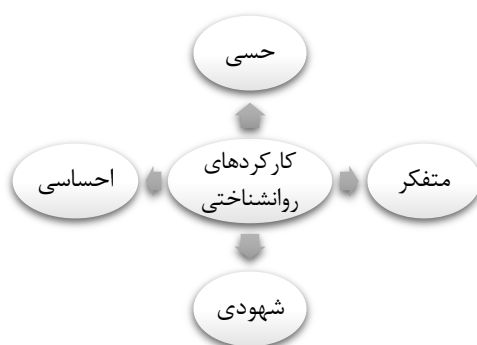 حسی
کارکردهای
روانشناختی
متفکر
احساسی
شهودی